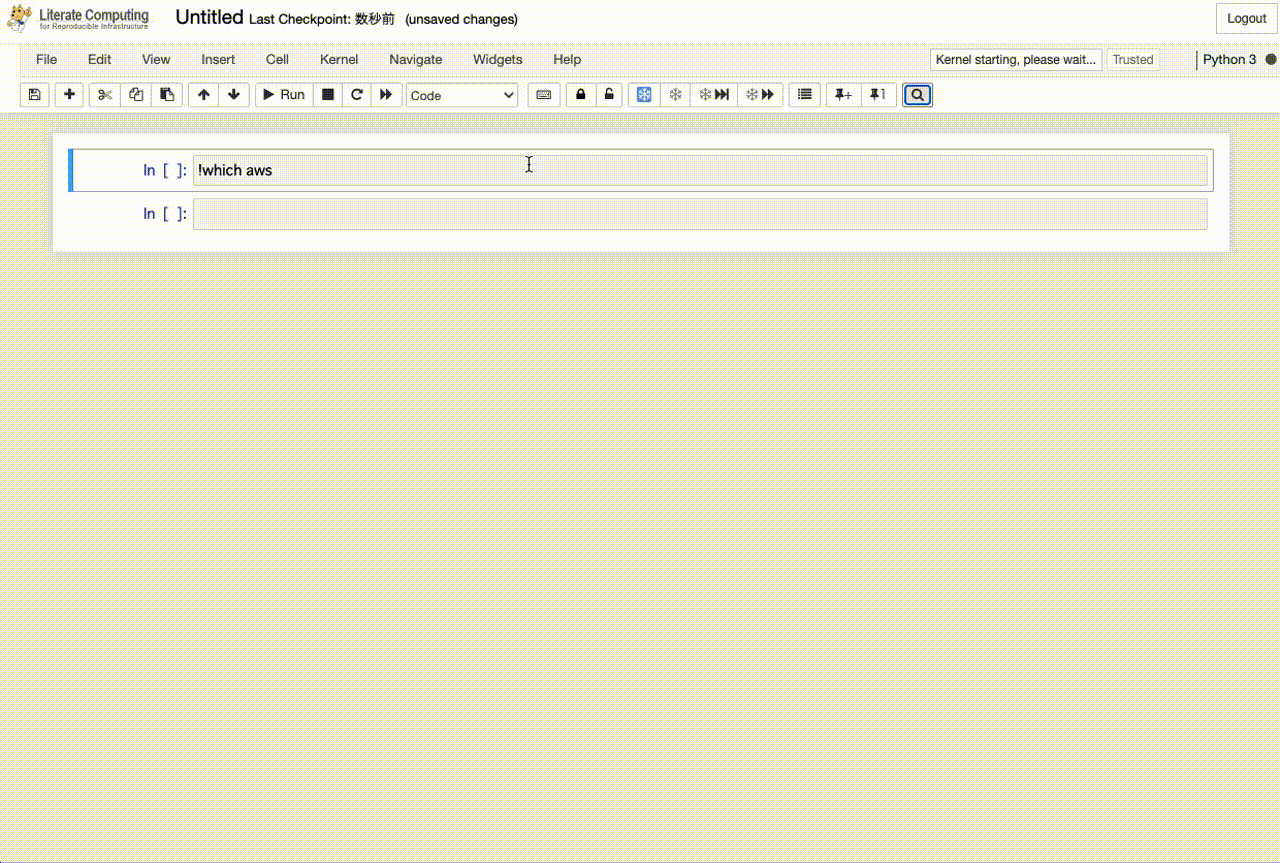 Literate Computing
for Reproducible Infrastructure
Untitled Last Checkpoint: 数秒前 (unsaved changes)
Logout
File Edit View Insert Cell Kernel Navigate Widgets Help
Kernel starting, please wait... Trusted Python 3
Run Code
In [ ]: !which aws
In [ ]: